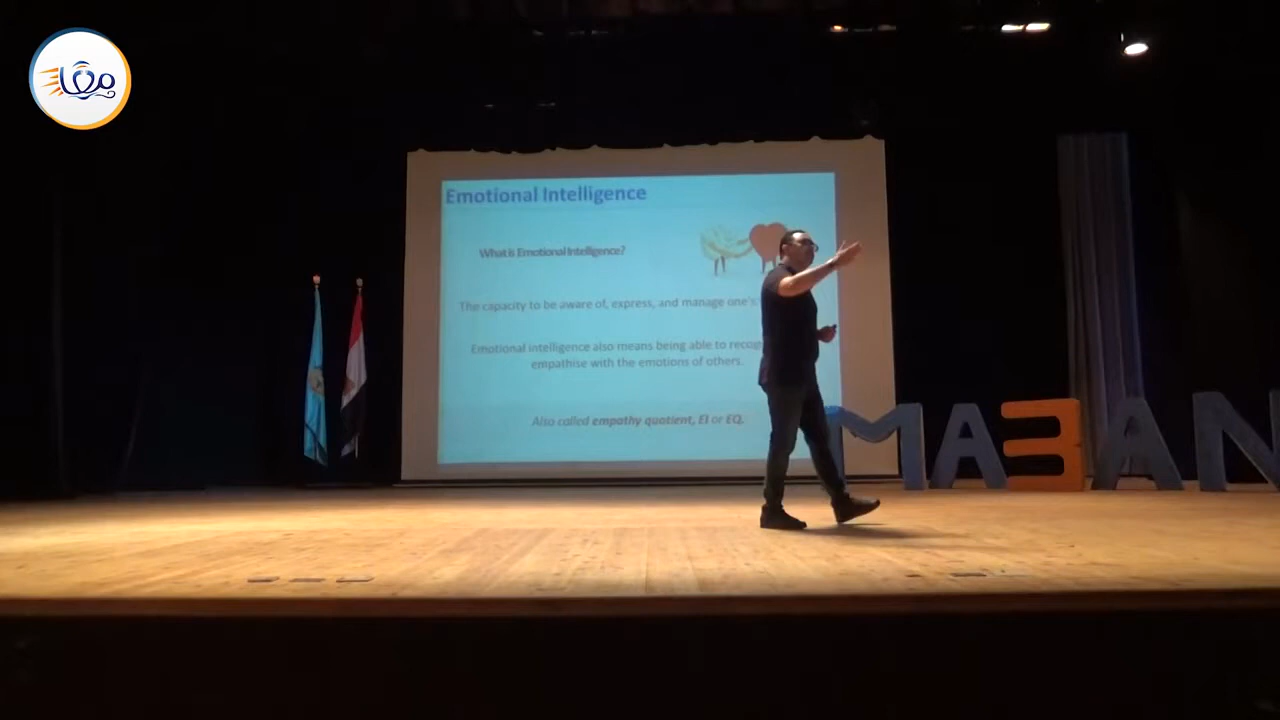 معا
Emotional Intelligence
What is Emotional Intelligence?
The capacity to be aware of, express, and manage one's
Emotional intelligence also means being able to
empathise with the emotions of others.
Also called empathy quotient, EI or EQ.
MA3AN